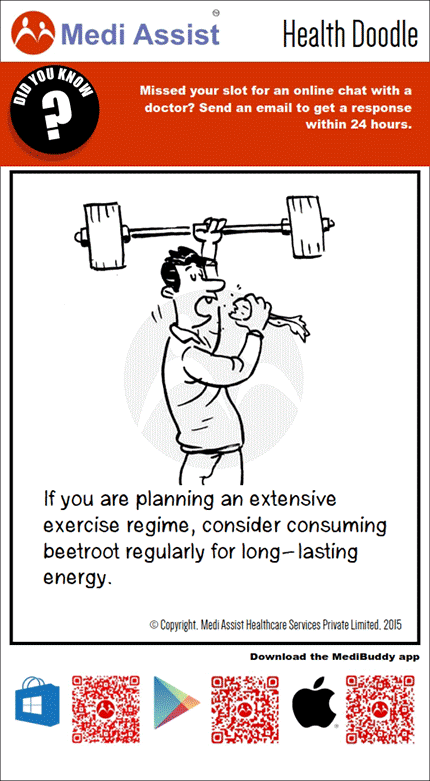 Medi Assist
Health Doodle
DID YOU KNOW
?
Missed your slot for an online chat with a
doctor? Send an email to get a response
within 24 hours.
If you are planning an extensive
exercise regime, consider consuming
beetroot regularly for long-lasting
energy.
© Copyright. Medi Assist Healthcare Services Private Limited. 2015
Download the MediBuddy app